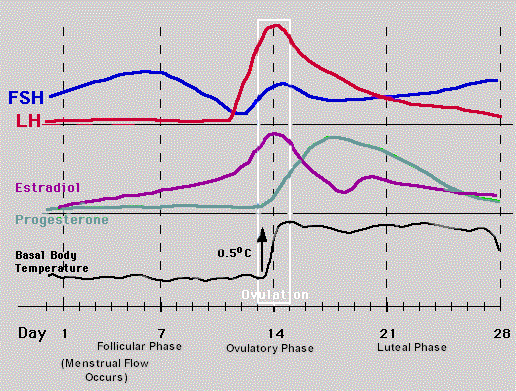 FSH
LH
Estradiol
Progesterone
Basal Body
Temperature
0.5°C
Ovulation
Day 1 7 14 21 28
Follicular Phase Ovulatory Phase Luteal Phase
(Menstrual Flow
Occurs)